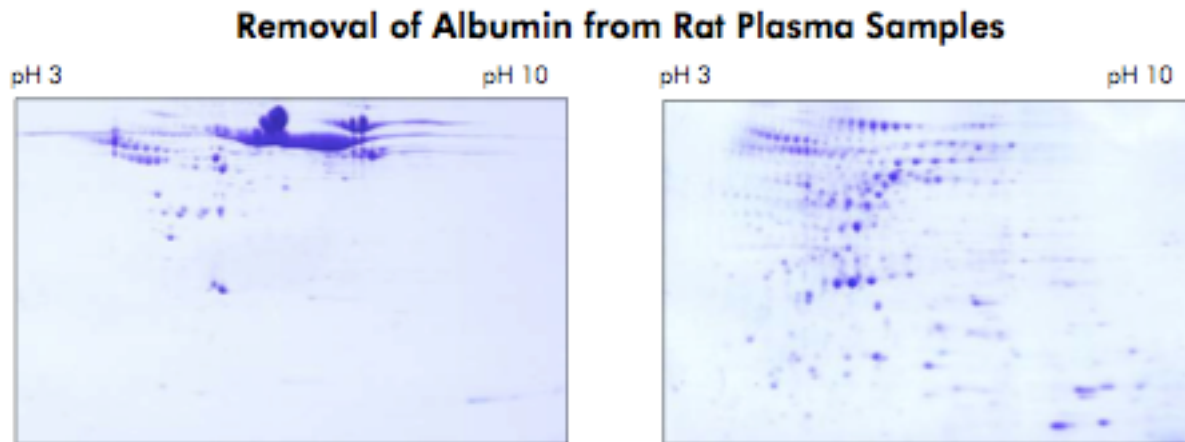 Removal of Albumin from Rat Plasma Samples
pH 3 pH 10 pH 3 pH 10